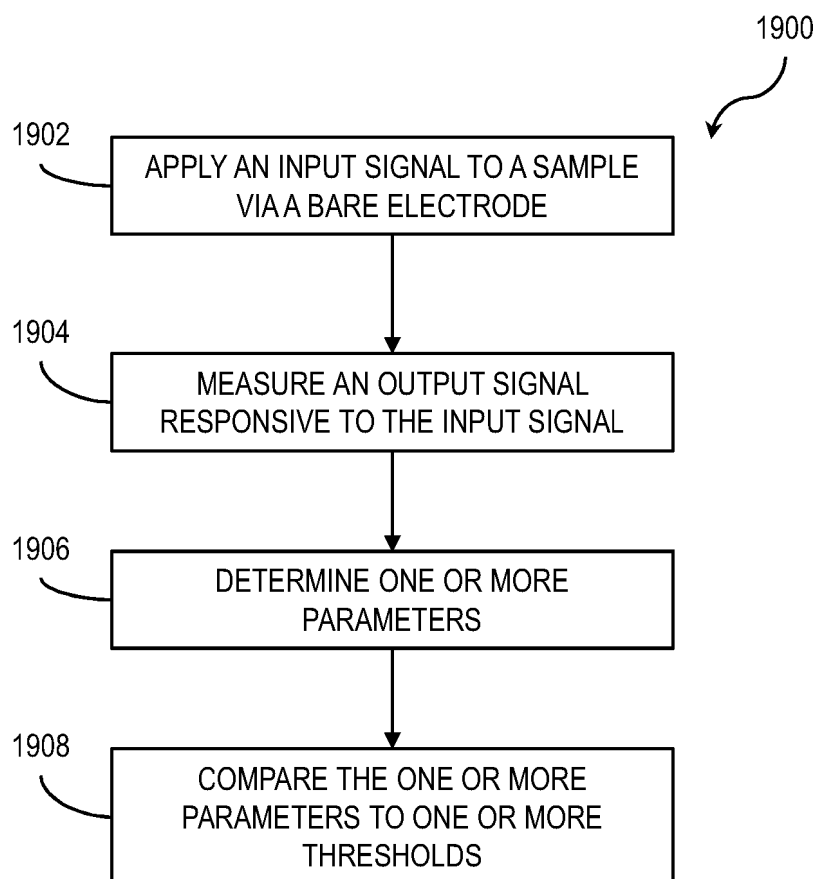 1900
1902
APPLY AN INPUT SIGNAL TO A SAMPLE
VIA A BARE ELECTRODE
1904
MEASURE AN OUTPUT SIGNAL
RESPONSIVE TO THE INPUT SIGNAL
1906
DETERMINE ONE OR MORE
PARAMETERS
1908
COMPARE THE ONE OR MORE
PARAMETERS TO ONE OR MORE
THRESHOLDS